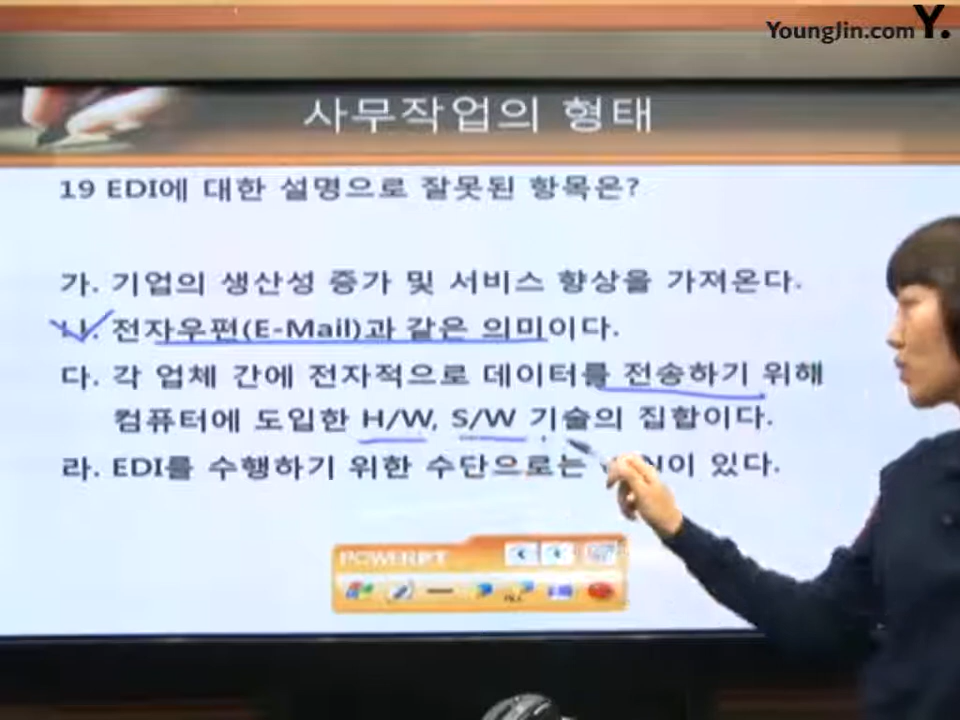 YoungJin.com Y.
사무작업의 형태
19 EDI에 대한 설명으로 잘못된 항목은?
가. 기업의 생산성 증가 및 서비스 향상을 가져온다.
전자우편(E-Mail)과 같은 의미이다.
다. 각 업체 간에 전자적으로 데이터를 전송하기 위해
컴퓨터에 도입한 H/W, S/W 기술의 집합이다.
라. EDI를 수행하기 위한 수단으로는 이 있다.
POWER